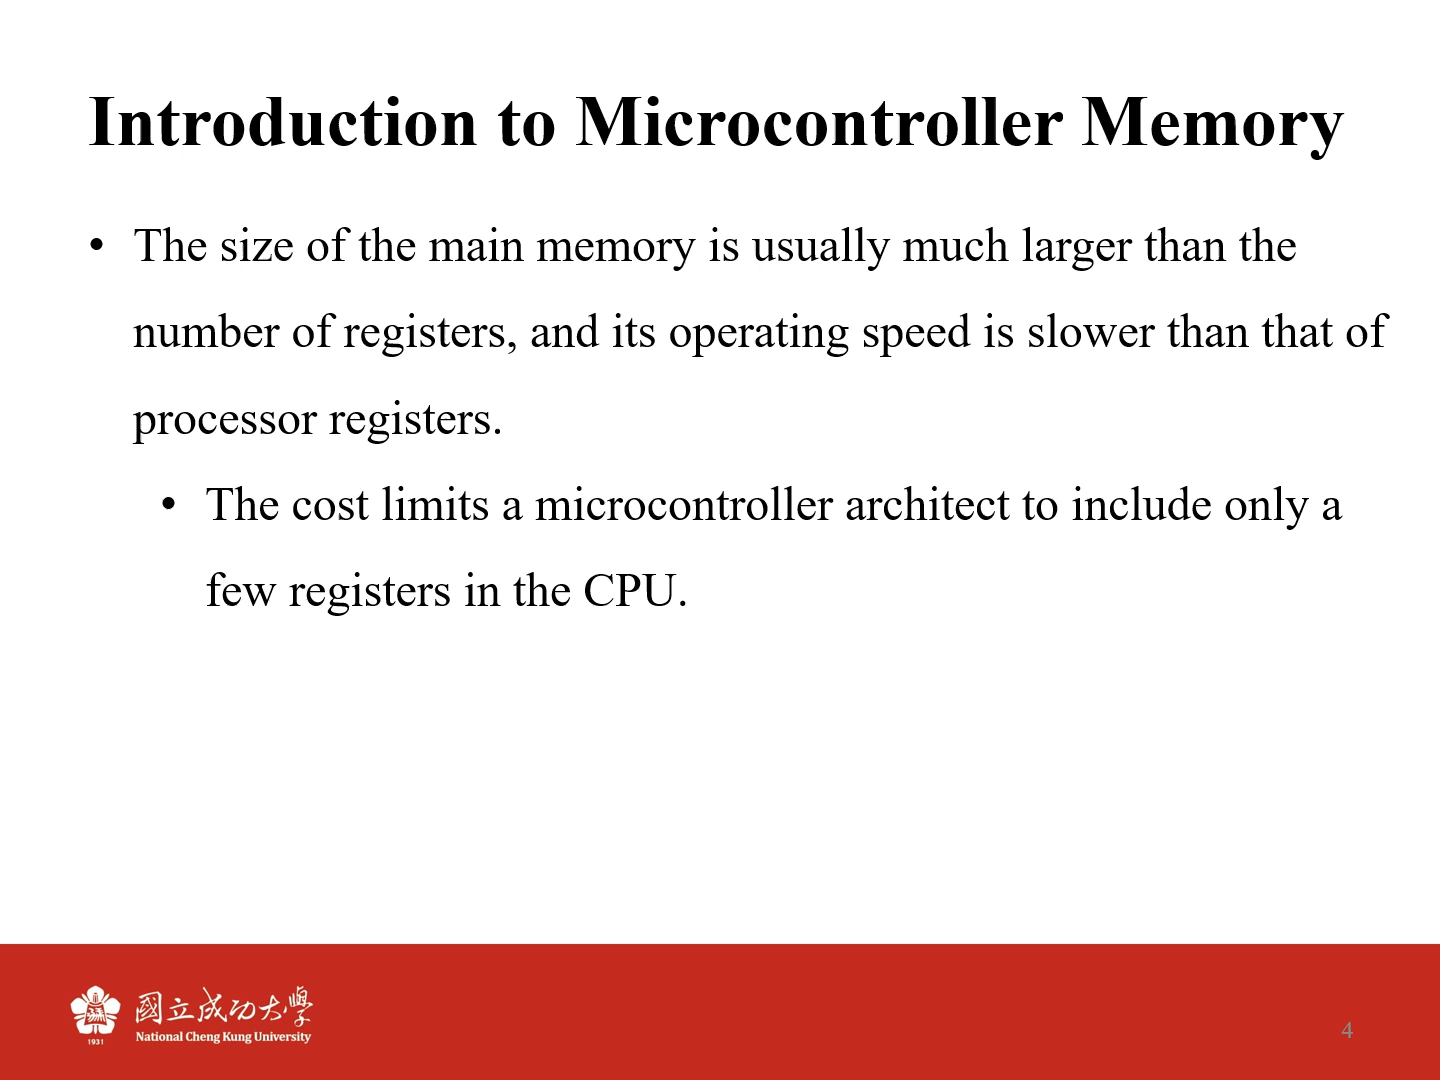 Introduction to Microcontroller Memory
• The size of the main memory is usually much larger than the
number of registers, and its operating speed is slower than that of
processor registers.
• The cost limits a microcontroller architect to include only a
few registers in the CPU.
國立成功大學
National Cheng Kung University
1931
4